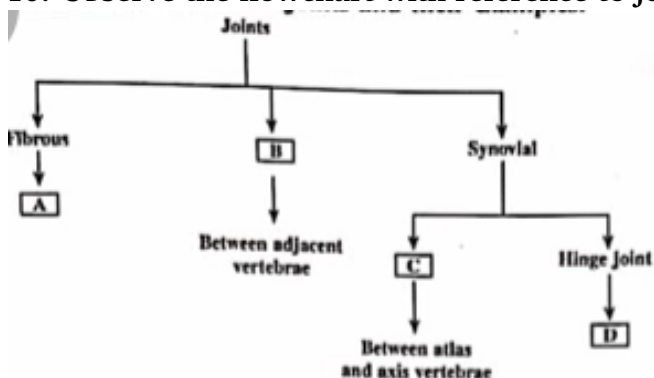 Joints
Fibrous
B
Synovial
A
Between adjacent
vertebrae
C
Hinge Joint
Between atlas
and axis vertebrae
D